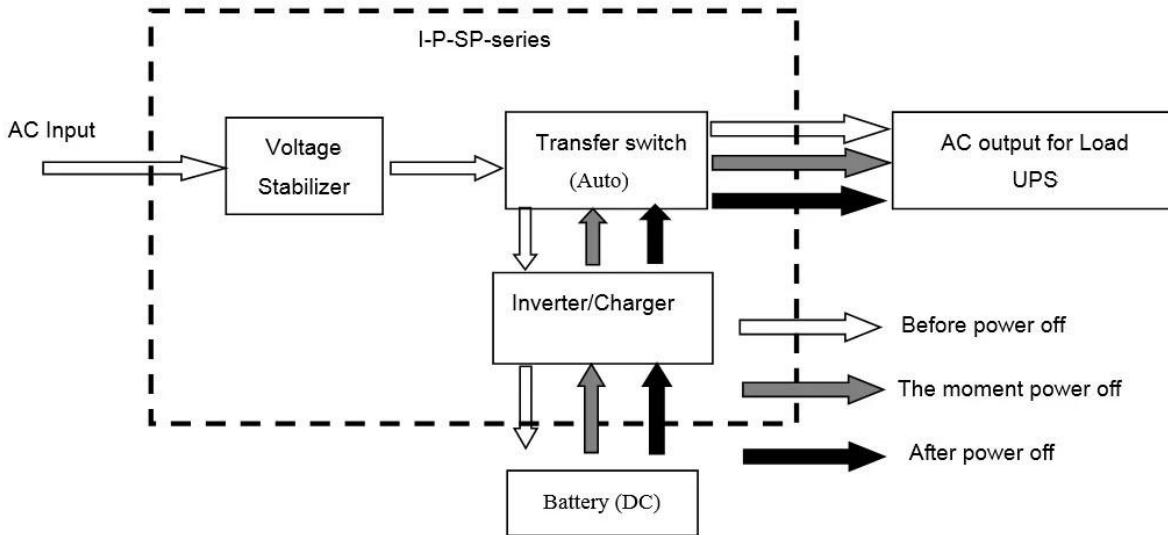 I-P-SP-series
AC Input
Voltage
Stabilizer
Transfer switch
(Auto)
AC output for Load
UPS
Inverter/Charger
Before power off
The moment power off
After power off
Battery (DC)